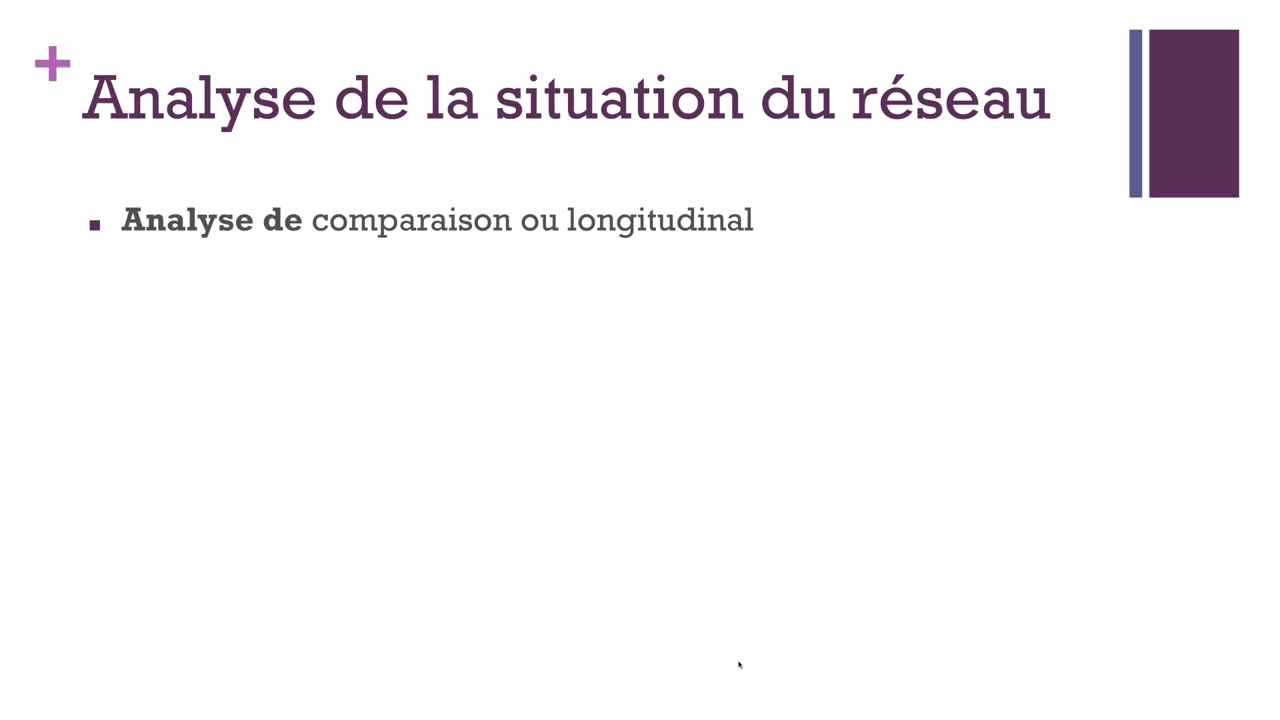 Analyse de la situation du réseau
Analyse de comparaison ou longitudinal